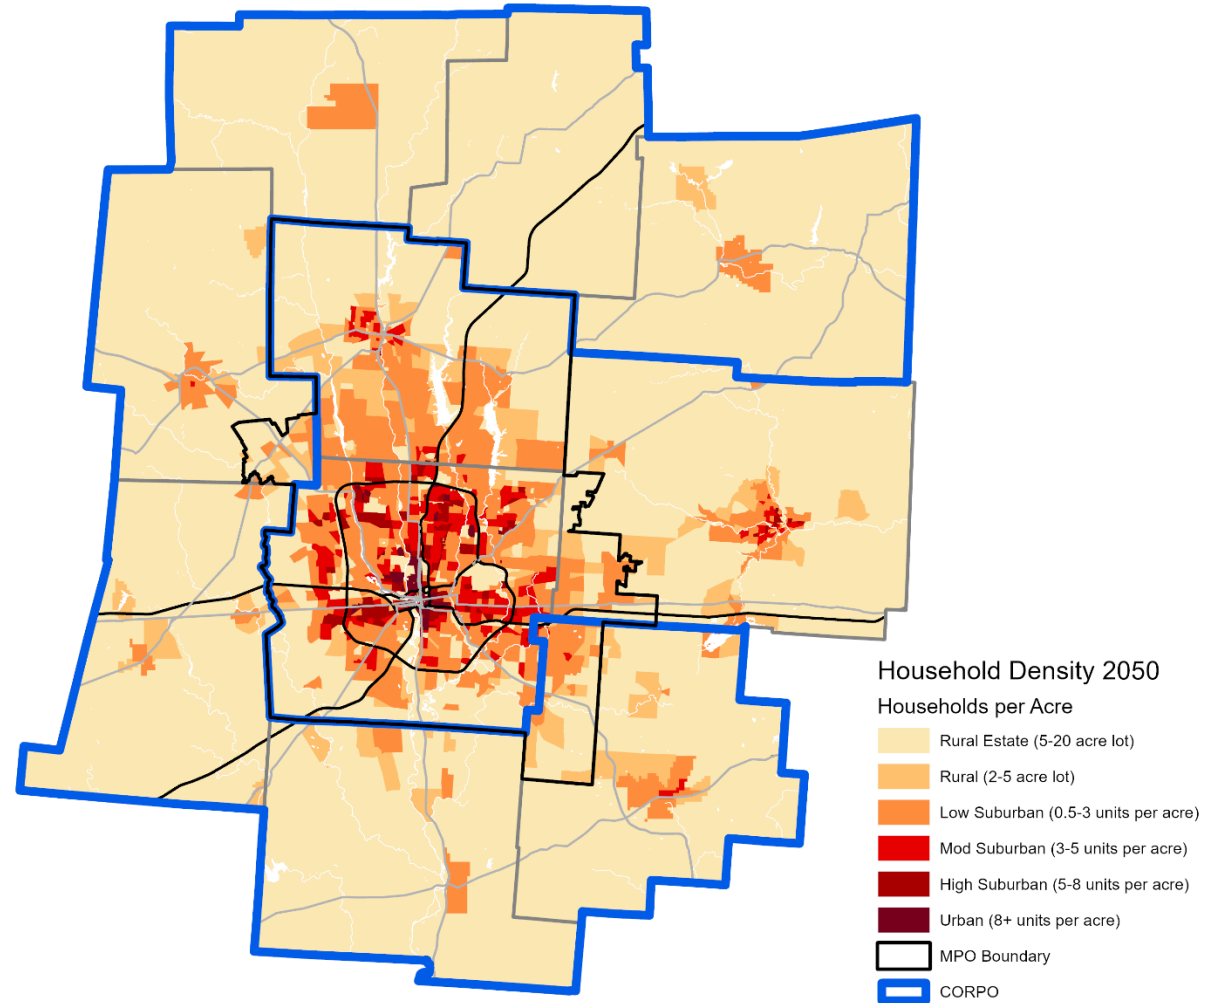 Household Density 2050
Households per Acre
Rural Estate (5-20 acre lot)
Rural (2-5 acre lot)
Low Suburban (0.5-3 units per acre)
Mod Suburban (3-5 units per acre)
High Suburban (5-8 units per acre)
Urban (8+ units per acre)
MPO Boundary
CORPO